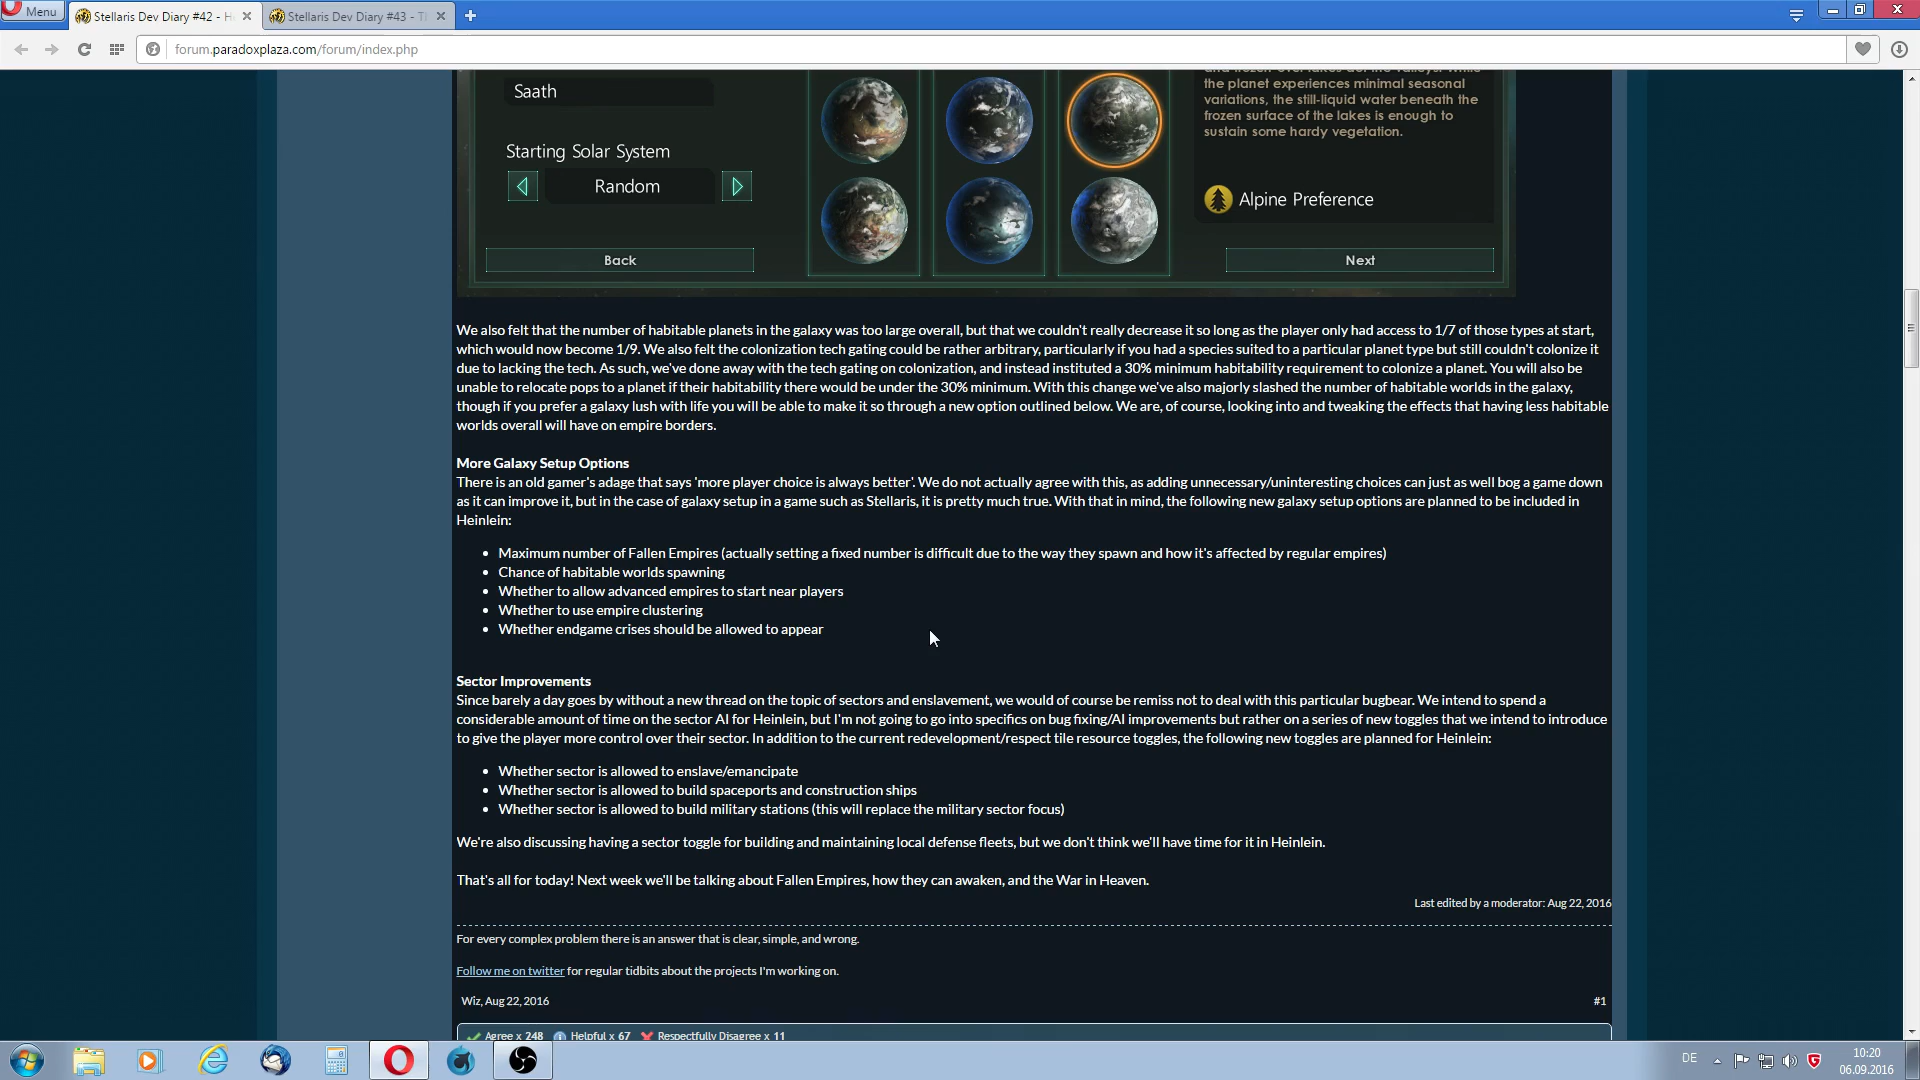 Menu
Stellaris Dev Diary #42 - H
Stellaris Dev Diary #43 - T
forum.paradoxplaza.com/forum/index.php
and frozen-over lakes dot the valleys. While
Saath
the planet experiences minimal seasonal
variations, the still-liquid water beneath the
frozen surface of the lakes is enough to
sustain some hardy vegetation.
Starting Solar System
Random
Alpine Preference
Back
Next
We also felt that the number of habitable planets in the galaxy was too large overall, but that we couldn't really decrease it so long as the player only had access to 1/7 of those types at start,
which would now become 1/9. We also felt the colonization tech gating could be rather arbitrary, particularly if you had a species suited to a particular planet type but still couldn't colonize it
due to lacking the tech. As such, we've done away with the tech gating on colonization, and instead instituted a 30% minimum habitability requirement to colonize a planet. You will also be
unable to relocate pops to a planet if their habitability there would be under the 30% minimum. With this change we've also majorly slashed the number of habitable worlds in the galaxy,
though if you prefer a galaxy lush with life you will be able to make it so through a new option outlined below. We are, of course, looking into and tweaking the effects that having less habitable
worlds overall will have on empire borders.
More Galaxy Setup Options
There is an old gamer's adage that says 'more player choice is always better'. We do not actually agree with this, as adding unnecessary/uninteresting choices can just as well bog a game down
as it can improve it, but in the case of galaxy setup in a game such as Stellaris, it is pretty much true. With that in mind, the following new galaxy setup options are planned to be included in
Heinlein:
• Maximum number of Fallen Empires (actually setting a fixed number is difficult due to the way they spawn and how it's affected by regular empires)
• Chance of habitable worlds spawning
• Whether to allow advanced empires to start near players
• Whether to use empire clustering
• Whether endgame crises should be allowed to appear
Sector Improvements
Since barely a day goes by without a new thread on the topic of sectors and enslavement, we would of course be remiss not to deal with this particular bugbear. We intend to spend a
considerable amount of time on the sector AI for Heinlein, but I'm not going to go into specifics on bug fixing/AI improvements but rather on a series of new toggles that we intend to introduce
to give the player more control over their sector. In addition to the current redevelopment/respect tile resource toggles, the following new toggles are planned for Heinlein:
• Whether sector is allowed to enslave/emancipate
• Whether sector is allowed to build spaceports and construction ships
• Whether sector is allowed to build military stations (this will replace the military sector focus)
We're also discussing having a sector toggle for building and maintaining local defense fleets, but we don't think we'll have time for it in Heinlein.
That's all for today! Next week we'll be talking about Fallen Empires, how they can awaken, and the War in Heaven.
Last edited by a moderator: Aug 22, 2016
For every complex problem there is an answer that is clear, simple, and wrong.
Follow me on twitter for regular tidbits about the projects I'm working on.
Wiz, Aug 22, 2016
#1
Agree x 248 Helpful x 67 Respectfully Disagree x 11
DE
10:20
06.09.2016